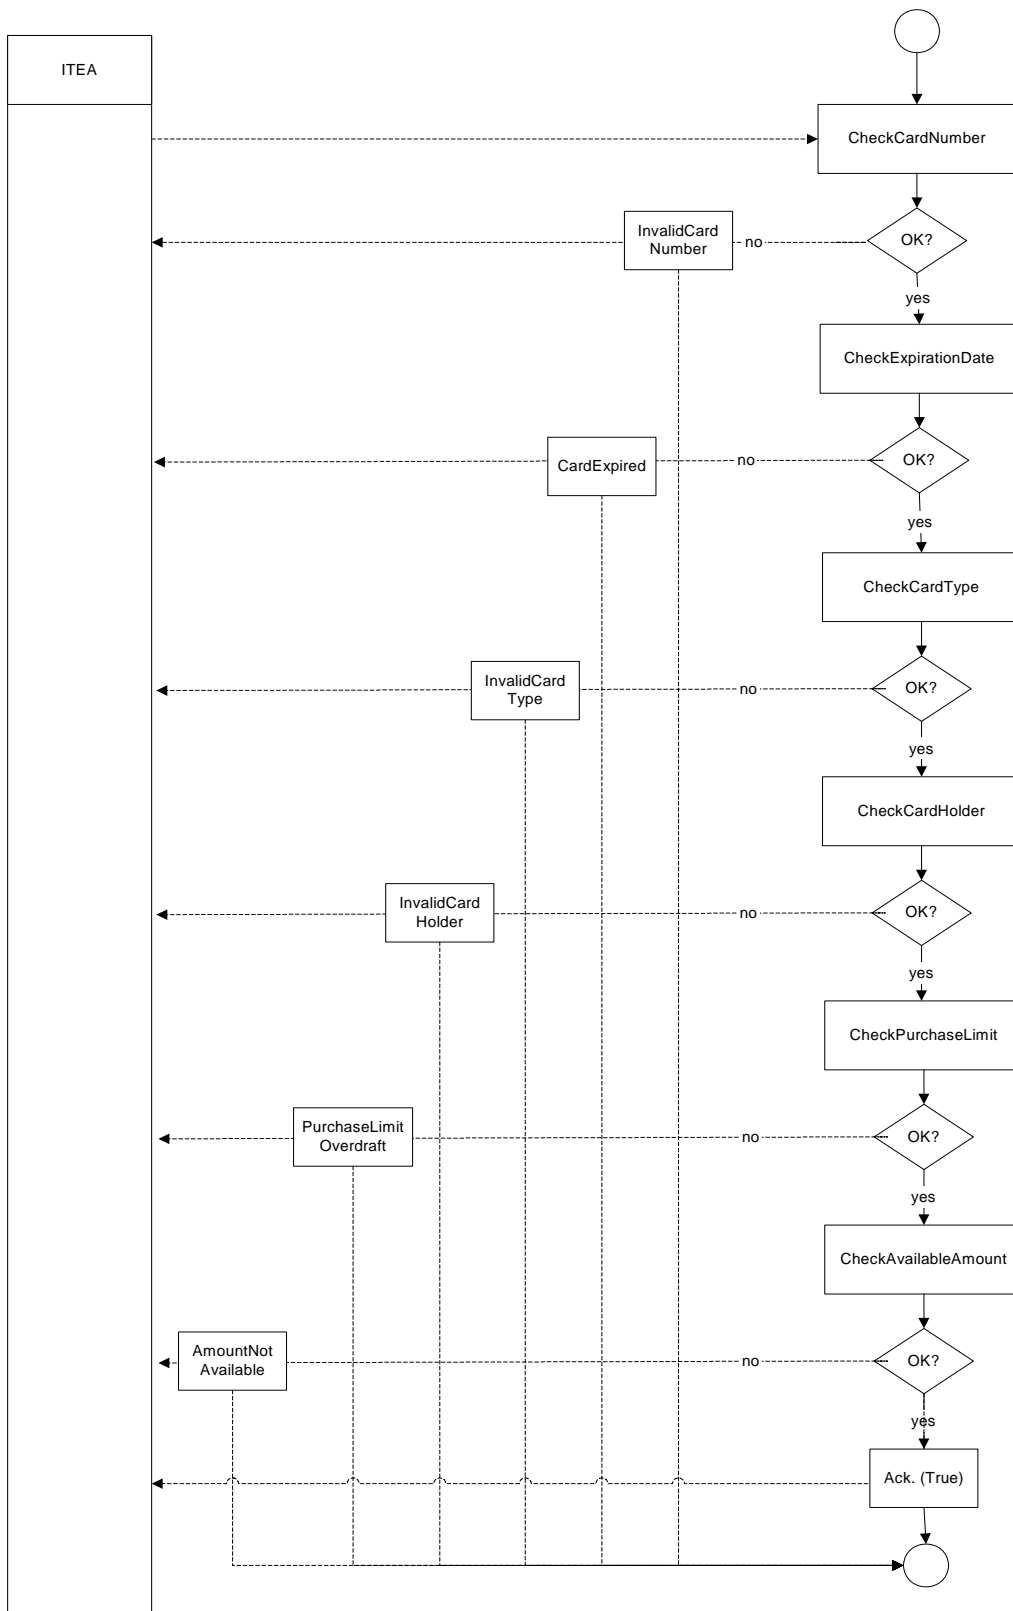 ITEA
CheckCardNumber
InvalidCard
Number
no
OK?
yes
CheckExpirationDate
CardExpired
no
OK?
yes
CheckCardType
InvalidCard
Type
no
OK?
yes
CheckCardHolder
InvalidCard
Holder
no
OK?
yes
CheckPurchaseLimit
PurchaseLimit
Overdraft
no
OK?
yes
CheckAvailableAmount
AmountNot
Available
no
OK?
yes
Ack. (True)